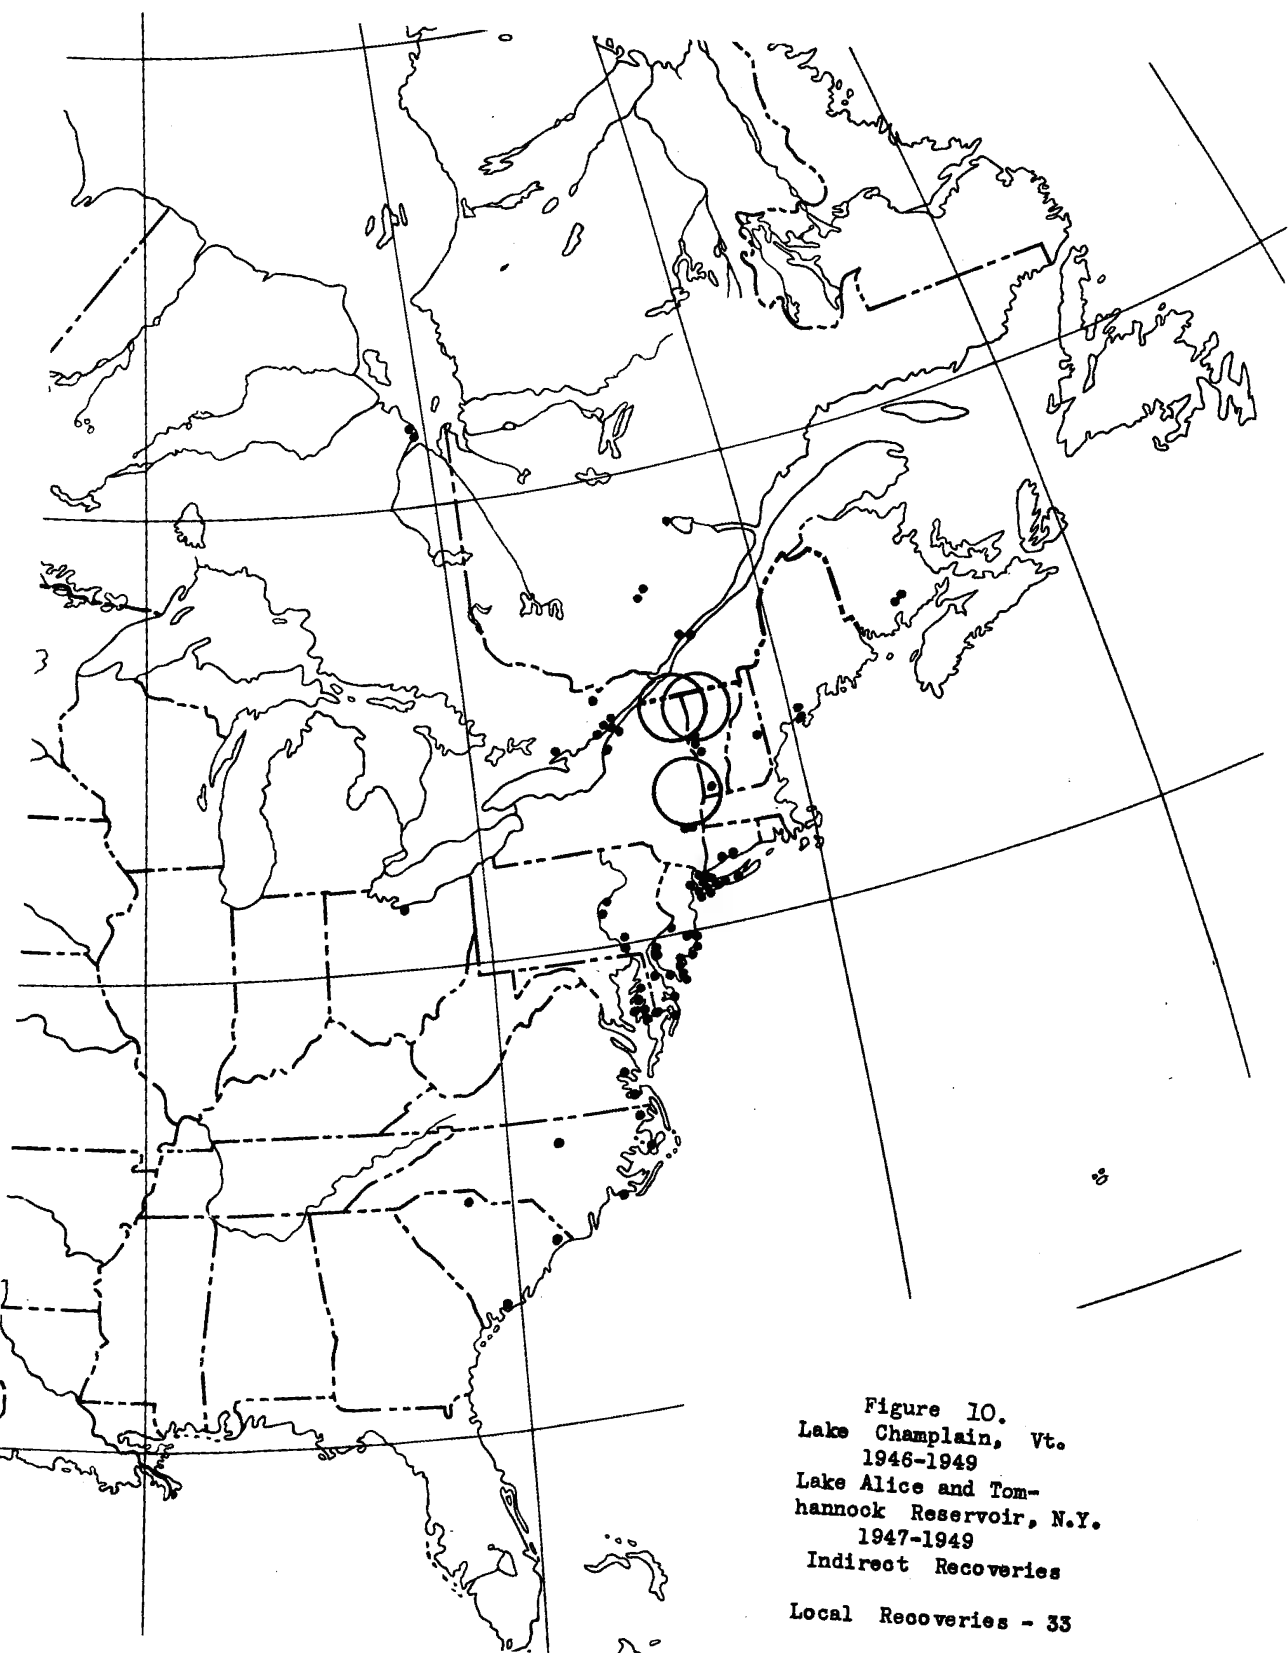 Figure 10.
Lake Champlain, Vt.
1946-1949
Lake Alice and Tom-
hannock Reservoir, N.Y.
1947-1949
Indirect Recoveries
Local Recoveries - 33